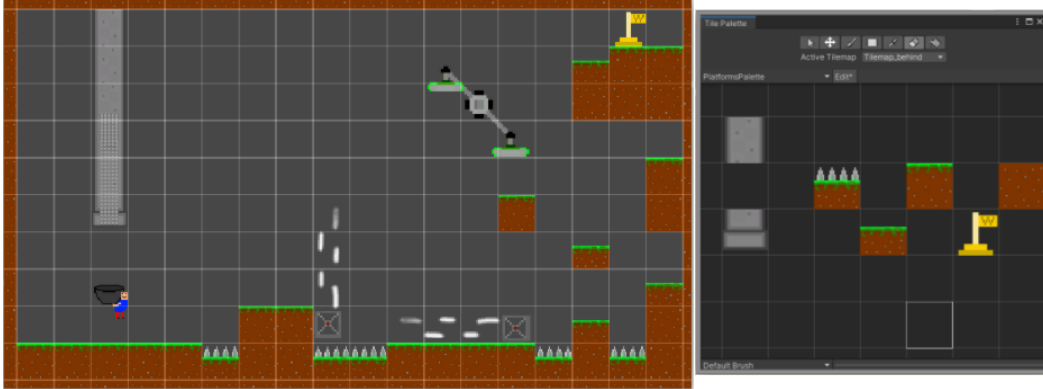 Tile Palette
Active Tilemap Tilemap_behind
PlatformsPalette Edit*
Default Brush